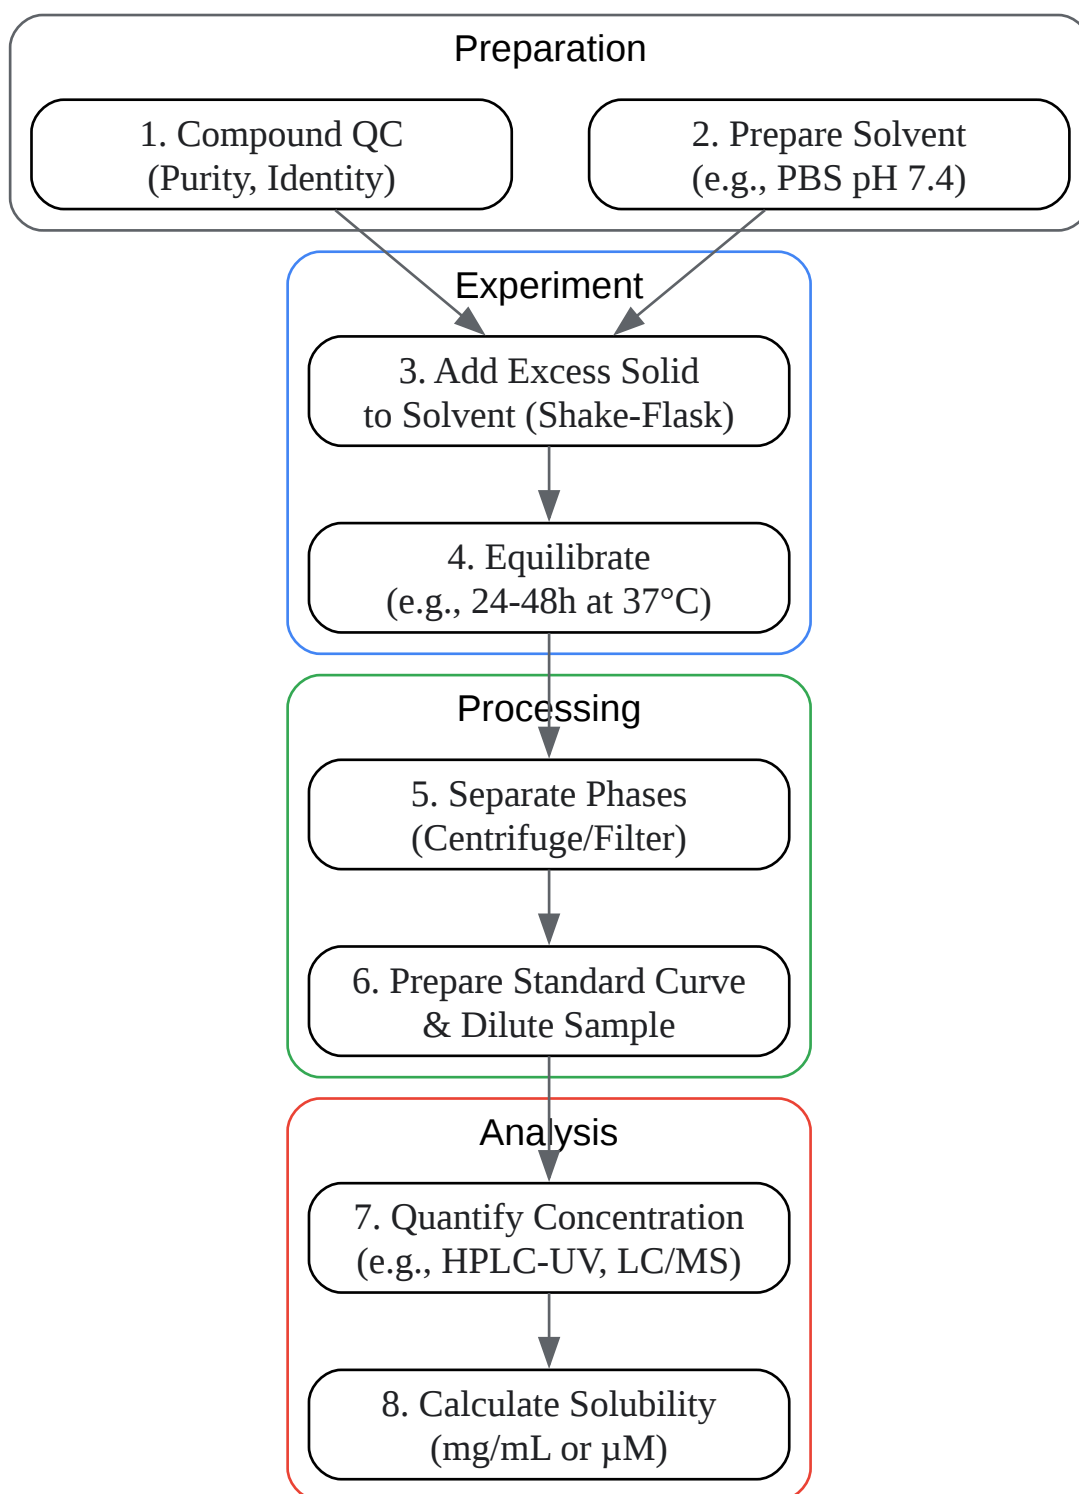 Preparation
1. Compound QC
(Purity, Identity)
2. Prepare Solvent
(e.g., PBS pH 7.4)
Experiment
3. Add Excess Solid
to Solvent (Shake-Flask)
4. Equilibrate
(e.g., 24-48h at 37°C)
Processing
5. Separate Phases
(Centrifuge/Filter)
6. Prepare Standard Curve
& Dilute Sample
Analysis
7. Quantify Concentration
(e.g., HPLC-UV, LC/MS)
8. Calculate Solubility
(mg/mL or µM)